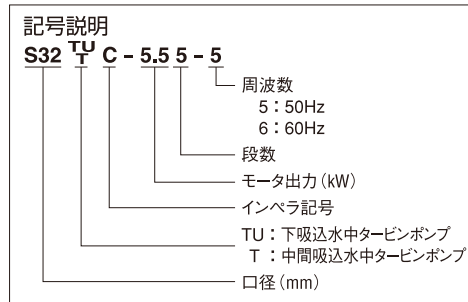 記号説明
S32 TU/T C - 5.5 5 - 5
周波数
5：50Hz
6：60Hz
段数
モータ出力(kW)
インペラ記号
TU：下吸込水中タービンポンプ
T：中間吸込水中タービンポンプ
口径(mm)